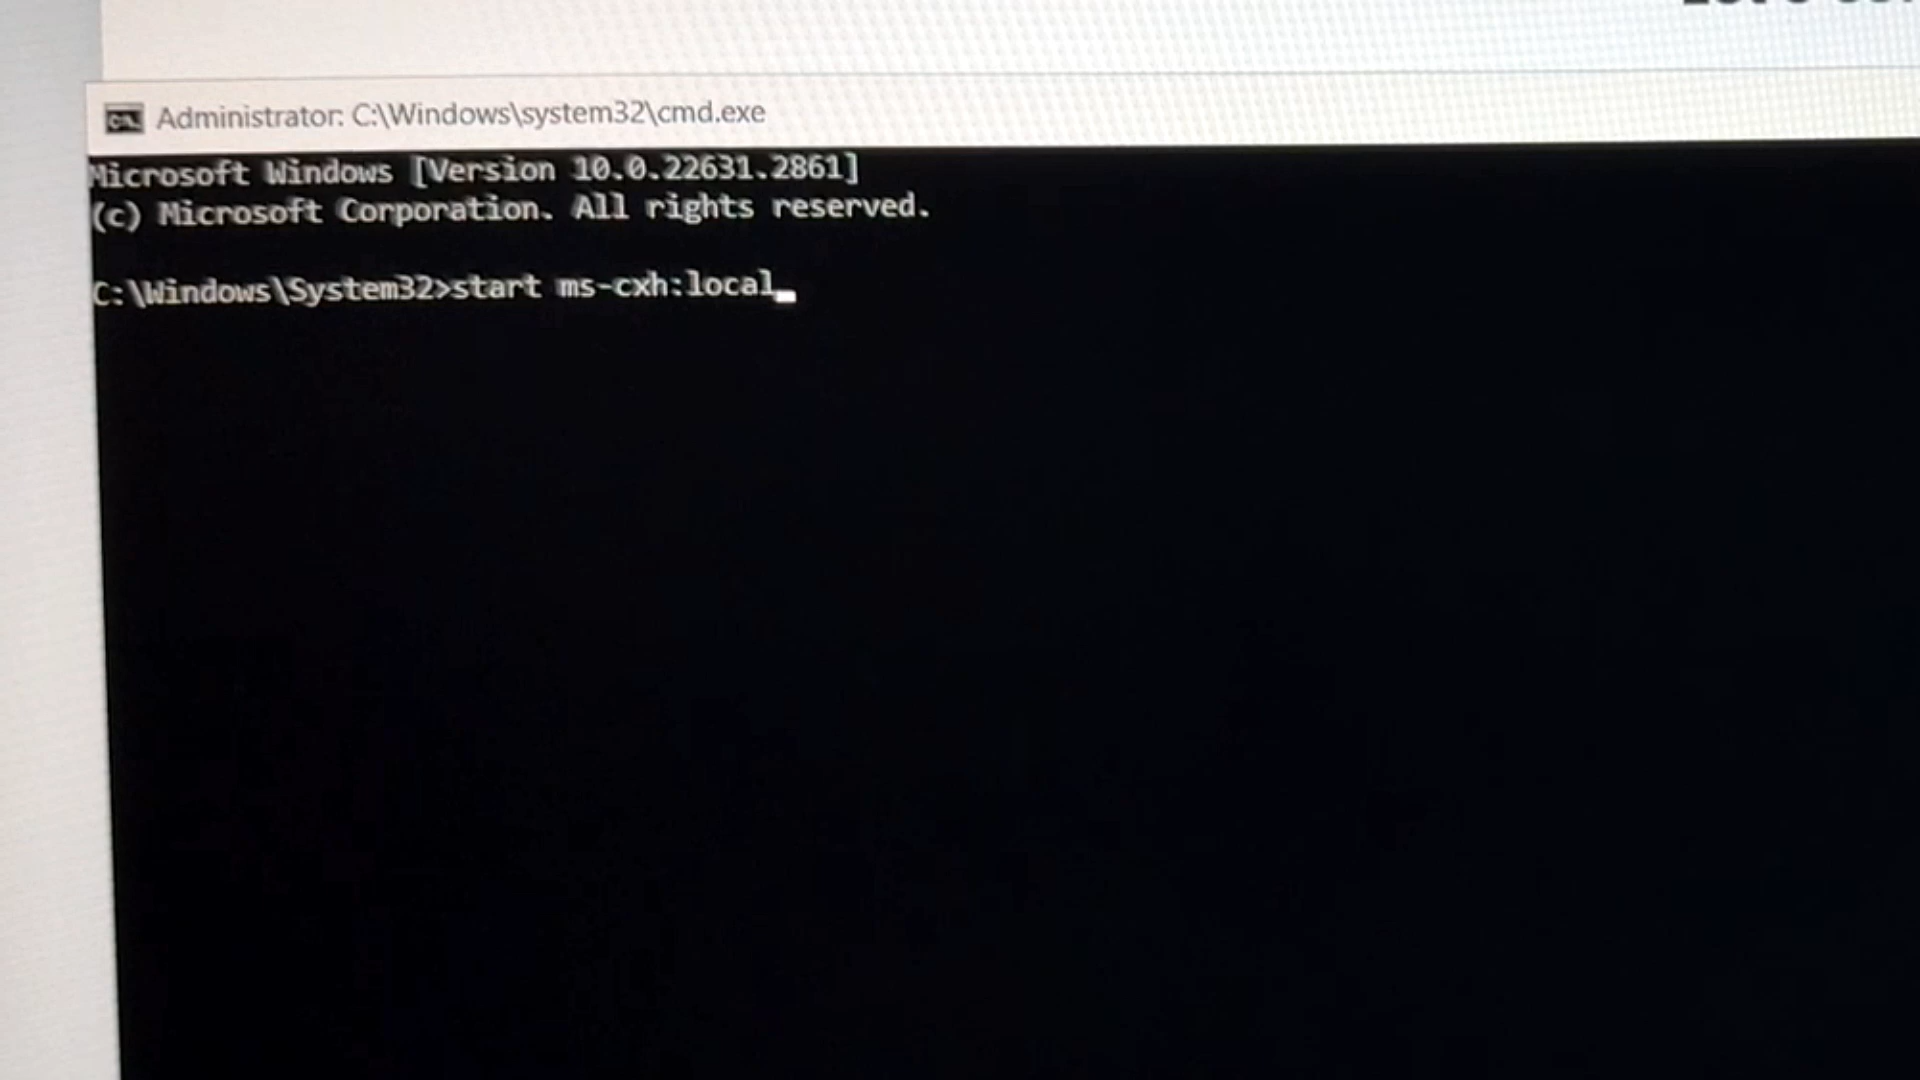 Administrator: C:\Windows\system32\cmd.exe
Microsoft Windows [Version 10.0.22631.2861]
(c) Microsoft Corporation. All rights reserved.
C:\Windows\System32>start ms-cxh:local